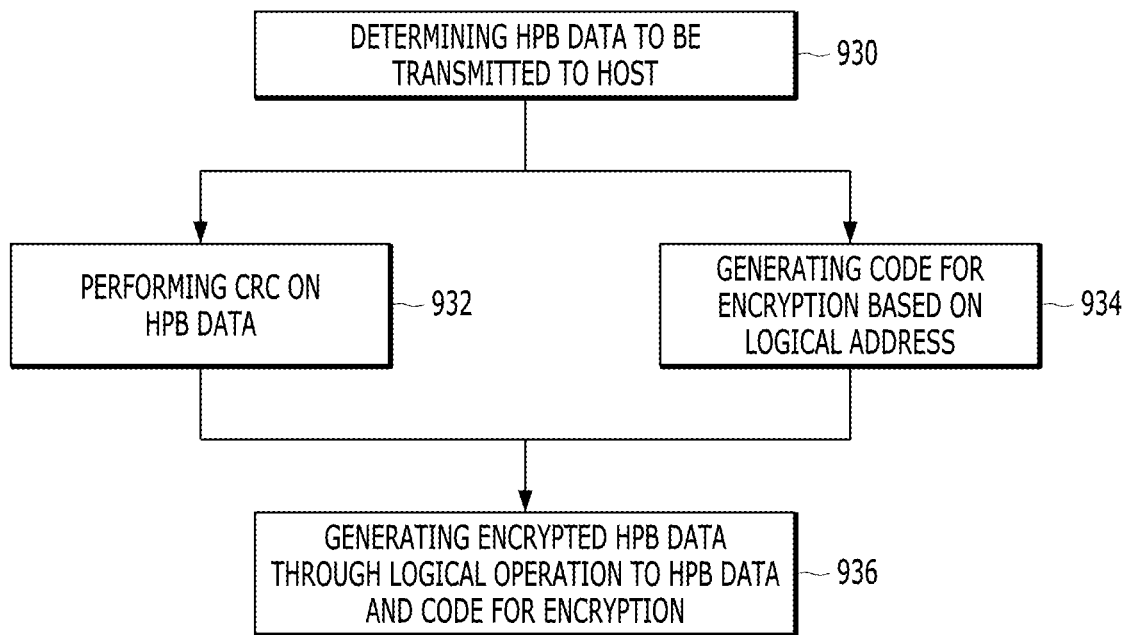 DETERMINING HPB DATA TO BE
TRANSMITTED TO HOST
930
PERFORMING CRC ON
HPB DATA
932
GENERATING CODE FOR
ENCRYPTION BASED ON
LOGICAL ADDRESS
934
GENERATING ENCRYPTED HPB DATA
THROUGH LOGICAL OPERATION TO HPB DATA
AND CODE FOR ENCRYPTION
936